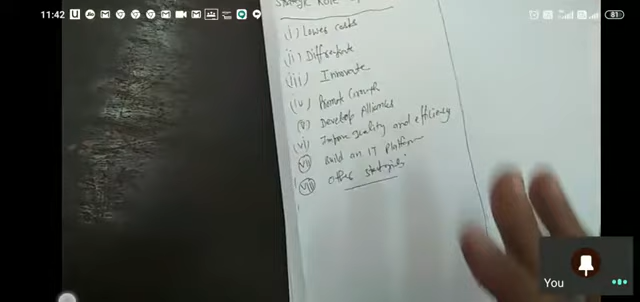 11:42
81
Strategic Role
(i) Lower costs
(ii) Differentiate
(iii) Innovate
(iv) Promote Growth
(v) Develop Alliances
(vi) Improve quality and efficiency
(vii) Build an IT Platform
(viii) Other strategies
You